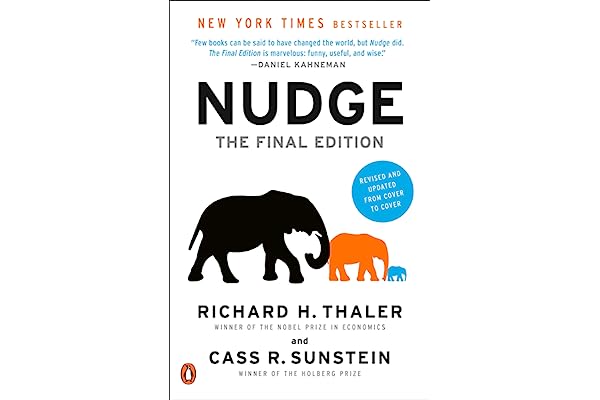 NEW YORK TIMES BESTSELLER
“Few books can be said to have changed the world, but Nudge did.
The Final Edition is marvelous: funny, useful, and wise.”
—DANIEL KAHNEMAN
NUDGE
THE FINAL EDITION
REVISED AND
UPDATED
FROM COVER
TO COVER
RICHARD H. THALER
WINNER OF THE NOBEL PRIZE IN ECONOMICS
and
CASS R. SUNSTEIN
WINNER OF THE HOLBERG PRIZE